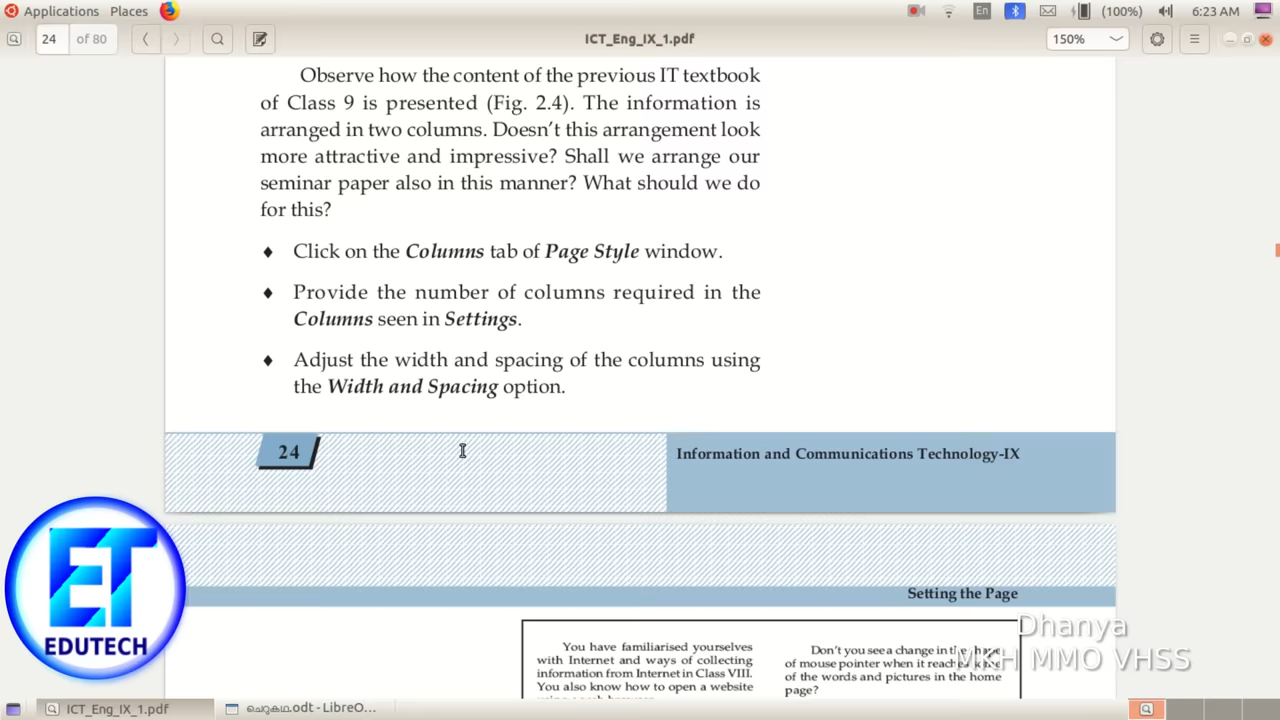 Applications Places En (100%) 6:23 AM
24 of 80 ICT_Eng_IX_1.pdf 150%
Observe how the content of the previous IT textbook
of Class 9 is presented (Fig. 2.4). The information is
arranged in two columns. Doesn't this arrangement look
more attractive and impressive? Shall we arrange our
seminar paper also in this manner? What should we do
for this?
♦ Click on the Columns tab of Page Style window.
♦ Provide the number of columns required in the
Columns seen in Settings.
♦ Adjust the width and spacing of the columns using
the Width and Spacing option.
24 Information and Communications Technology-IX
ET
EDUTECH
Setting the Page
Dhanya
MKH MMO VHSS
You have familiarised yourselves
with Internet and ways of collecting
information from Internet in Class VIII.
You also know how to open a website
Don't you see a change in the shape
of mouse pointer when it reaches some
of the words and pictures in the home
page?
ICT_Eng_IX_1.pdf ചെറുകഥ.odt - LibreO...